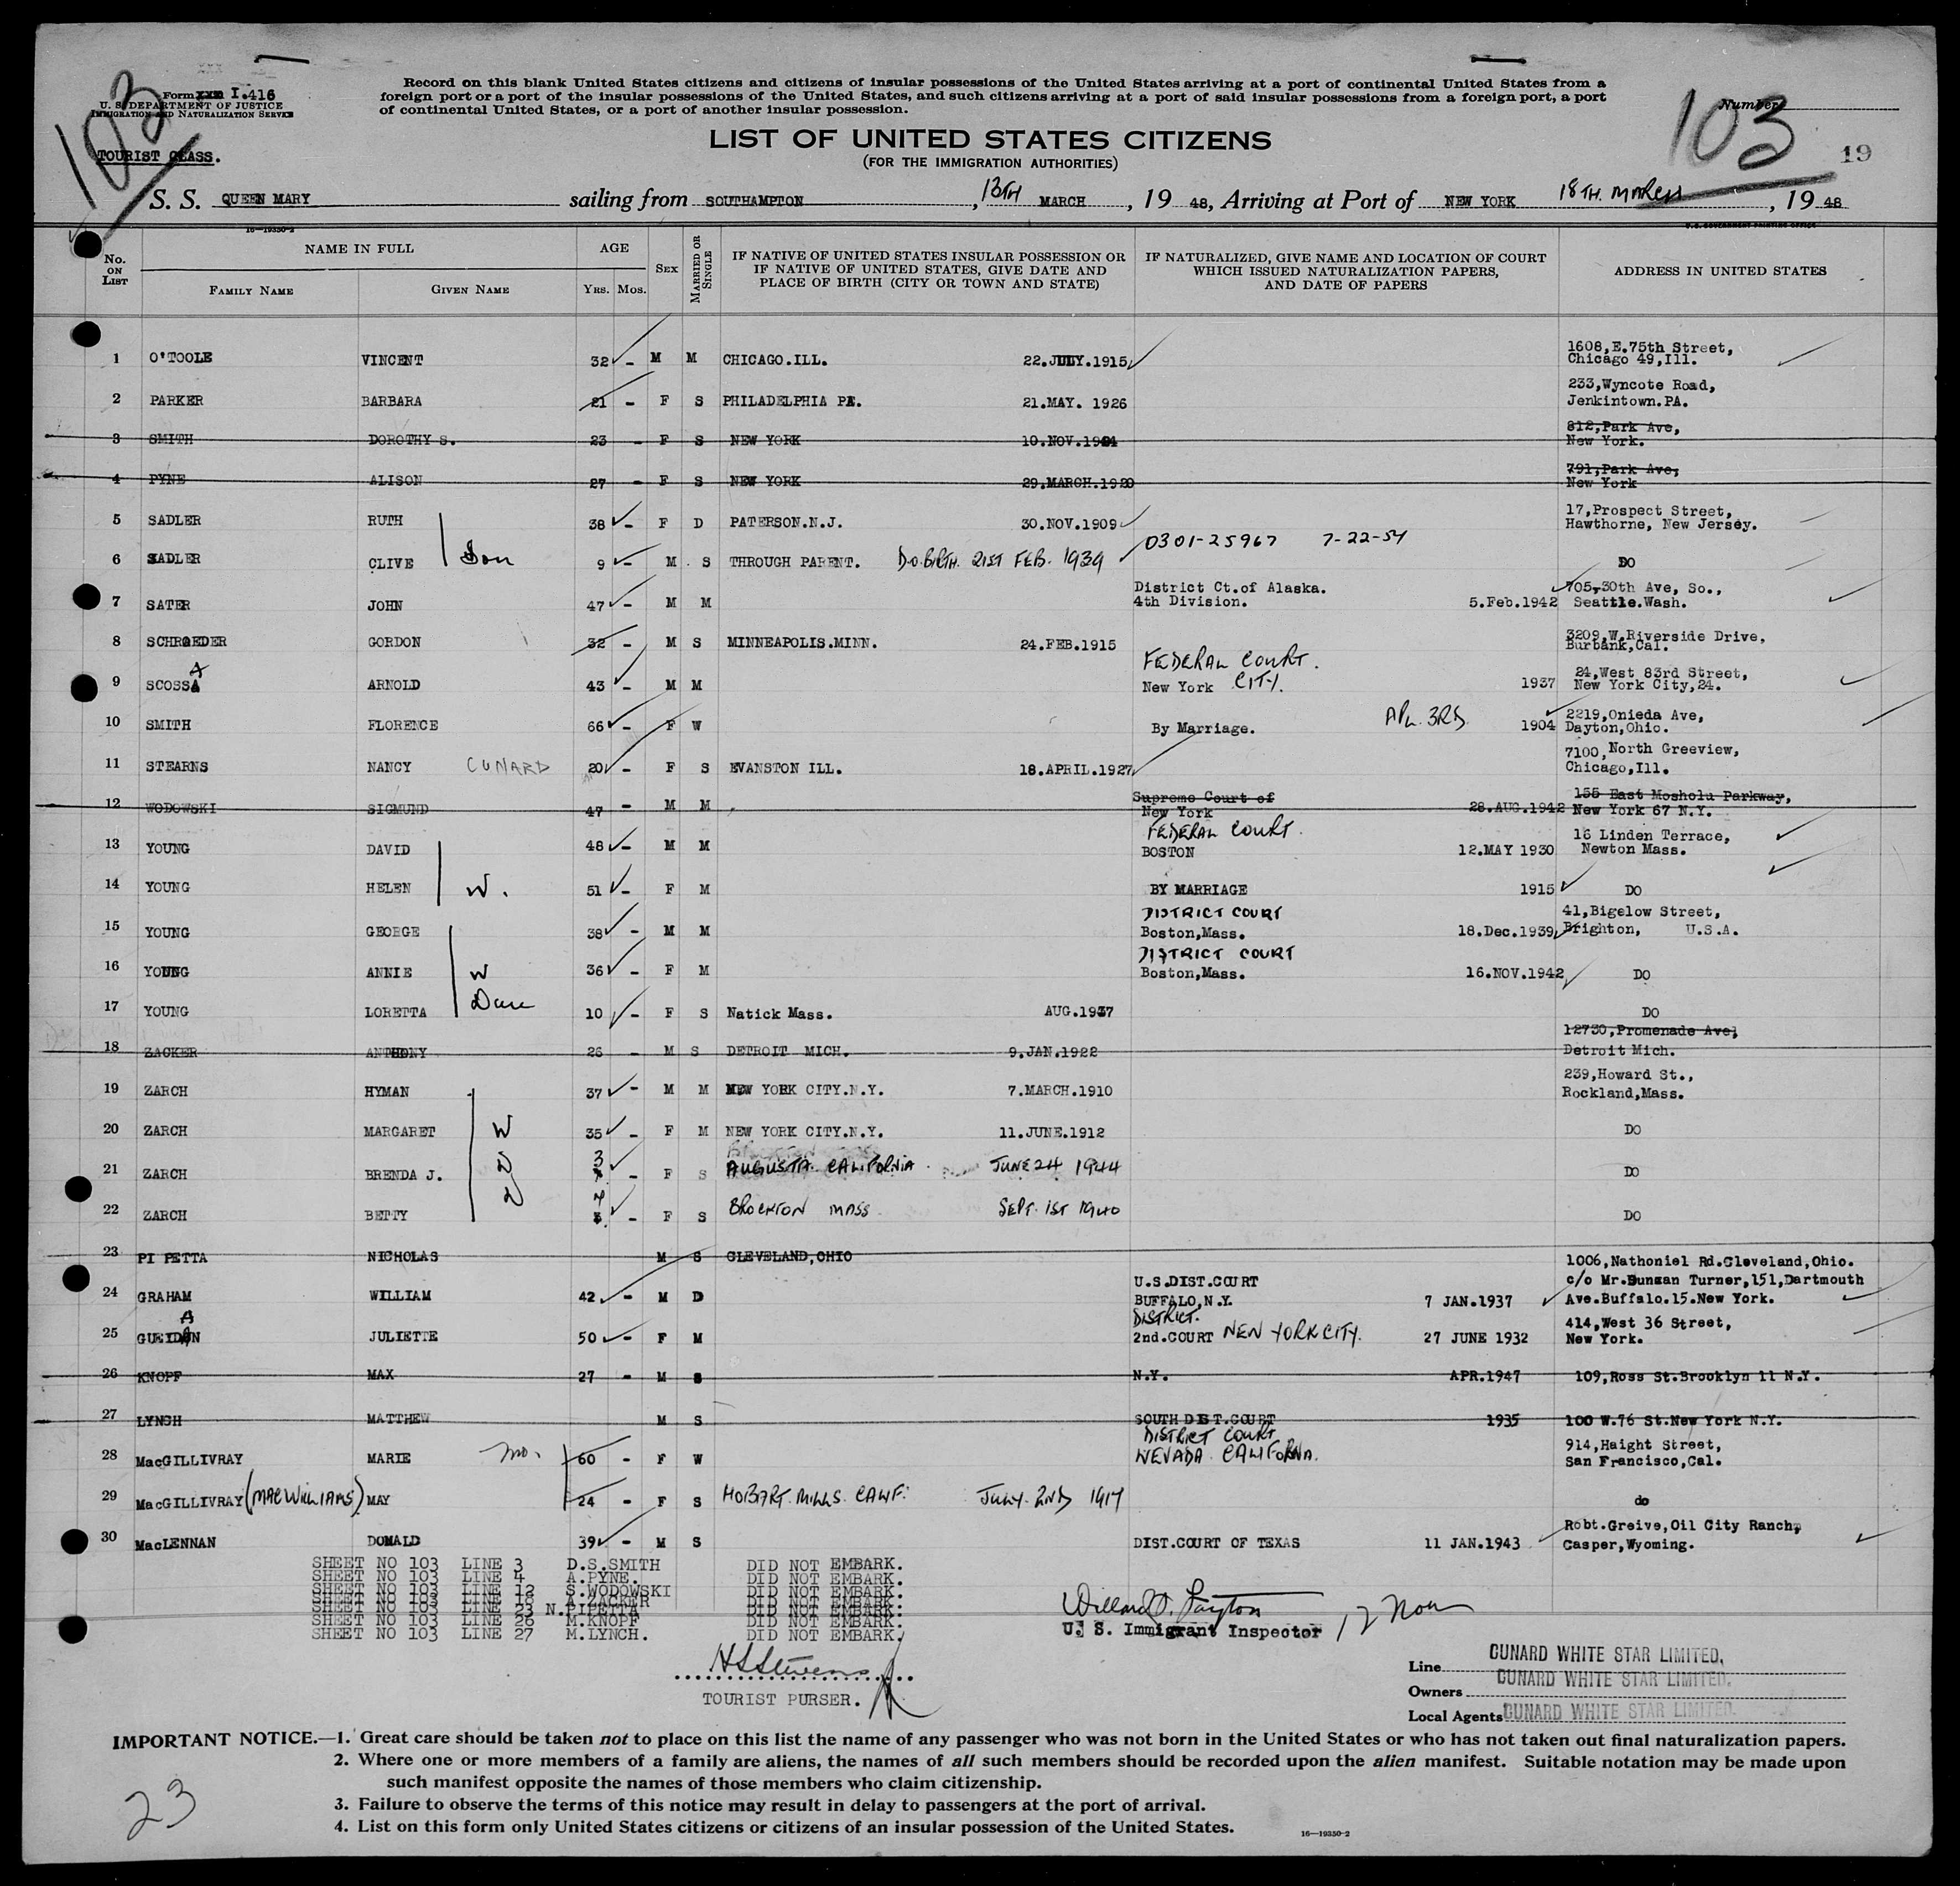 Form I.416
U. S. DEPARTMENT OF JUSTICE
IMMIGRATION AND NATURALIZATION SERVICE
TOURIST CLASS.
103
Record on this blank United States citizens and citizens of insular possessions of the United States arriving at a port of continental United States from a
foreign port or a port of the insular possessions of the United States, and such citizens arriving at a port of said insular possessions from a foreign port, a port
of continental United States, or a port of another insular possession.
Number
103
19
LIST OF UNITED STATES CITIZENS
(FOR THE IMMIGRATION AUTHORITIES)
S. S. QUEEN MARY sailing from SOUTHAMPTON, 13TH MARCH, 19 48, Arriving at Port of NEW YORK 18TH. MARCH, 19 48
16—19350-2 U.S. GOVERNMENT PRINTING OFFICE
No. ON LIST NAME IN FULL FAMILY NAME GIVEN NAME AGE YRS. MOS. SEX MARRIED OR SINGLE IF NATIVE OF UNITED STATES INSULAR POSSESSION OR IF NATIVE OF UNITED STATES, GIVE DATE AND PLACE OF BIRTH (CITY OR TOWN AND STATE) IF NATURALIZED, GIVE NAME AND LOCATION OF COURT WHICH ISSUED NATURALIZATION PAPERS, AND DATE OF PAPERS ADDRESS IN UNITED STATES
1 O'TOOLE VINCENT 32 - M M CHICAGO.ILL. 22.JULY.1915 1608,E.75th Street, Chicago 49,Ill.
2 PARKER BARBARA 21 - F S PHILADELPHIA PA. 21.MAY. 1926 233,Wyncote Road, Jenkintown.PA.
3 SMITH DOROTHY S. 23 - F S NEW YORK 10.NOV.1924 812,Park Ave, New York.
4 PYNE ALISON 27 - F S NEW YORK 29.MARCH.1920 791,Park Ave, New York
5 SADLER RUTH 38 - F D PATERSON.N.J. 30.NOV.1909 17,Prospect Street, Hawthorne, New Jersey.
6 SADLER CLIVE Son 9 - M S THROUGH PARENT. D.O.BIRTH. 21ST FEB. 1939 0301-25967 7-22-54 DO
7 SATER JOHN 47 - M M District Ct.of Alaska. 4th Division. 5.Feb.1942 705-30th Ave, So., Seattle.Wash.
8 SCHROEDER GORDON 32 - M S MINNEAPOLIS.MINN. 24.FEB.1915 3209,W.Riverside Drive, Burbank,Cal.
9 SCOSSA A ARNOLD 43 - M M FEDERAL COURT. New York CITY. 1937 24,West 83rd Street, New York City,24.
10 SMITH FLORENCE 66 - F W By Marriage. APL. 3RD. 1904 2219,Onieda Ave, Dayton,Ohio.
11 STEARNS NANCY CUNARD 20 - F S EVANSTON ILL. 18.APRIL.1927 7100,North Greeview, Chicago,Ill.
12 WODOWSKI SIGMUND 47 - M M Supreme Court of New York 28.AUG.1942 155 East Mosholu Parkway, New York 67 N.Y.
13 YOUNG DAVID 48 - M M FEDERAL COURT. BOSTON 12.MAY 1930 16 Linden Terrace, Newton Mass.
14 YOUNG HELEN W. 51 - F M BY MARRIAGE 1915 DO
15 YOUNG GEORGE 38 - M M DISTRICT COURT Boston,Mass. 18.Dec.1939 41,Bigelow Street, Brighton, U.S.A.
16 YOUNG ANNIE W 36 - F M DISTRICT COURT Boston,Mass. 16.NOV.1942 DO
17 YOUNG LORETTA 10 - F S Natick Mass. AUG.1937 DO
18 ZACKER ANTHONY 26 - M S DETROIT MICH. 9.JAN.1922 12730,Promenade Ave, Detroit Mich.
19 ZARCH HYMAN 37 - M M NEW YORK CITY.N.Y. 7.MARCH.1910 239,Howard St., Rockland,Mass.
20 ZARCH MARGARET W 35 - F M NEW YORK CITY.N.Y. 11.JUNE.1912 DO
21 ZARCH BRENDA J. D 3 - F S AUGUSTA. CALIFORNIA. JUNE 24 1944 DO
22 ZARCH BETTY D 7 - F S BROCKTON MASS SEPT. 1ST 1940 DO
23 PI PETTA NICHOLAS M S CLEVELAND,OHIO 1006,Nathoniel Rd.Cleveland,Ohio.
24 GRAHAM WILLIAM 42 - M D U.S.DIST.COURT BUFFALO,N.Y. 7 JAN.1937 c/o Mr.Duncan Turner,151,Dartmouth Ave.Buffalo.15.New York.
25 GUEYDAN A JULIETTE 50 - F M DISTRICT. 2nd.COURT NEW YORK CITY. 27 JUNE 1932 414,West 36 Street, New York.
26 KNOPF MAX 27 - M S N.Y. APR.1947 109,Ross St.Brooklyn 11 N.Y.
27 LYNCH MATTHEW M S SOUTH DIST.COURT 1935 100 W.76 St.New York N.Y.
28 MacGILLIVRAY MARIE mo. 60 - F W DISTRICT COURT NEVADA CALIFORNA. 914,Haight Street, San Francisco,Cal.
29 MacGILLIVRAY (MACWILLIAMS) MAY 24 - F S HOBART. MILLS. CALIF. JULY. 2ND 1917 do
30 MacLENNAN DONALD 39 - M S DIST.COURT OF TEXAS 11 JAN.1943 Robt.Greive,Oil City Ranch, Casper,Wyoming.
SHEET NO 103 LINE 3 D.S.SMITH DID NOT EMBARK.
SHEET NO 103 LINE 4 A.PYNE. DID NOT EMBARK.
SHEET NO 103 LINE 12 S.WODOWSKI DID NOT EMBARK.
SHEET NO 103 LINE 18 A.ZACKER DID NOT EMBARK.
SHEET NO 103 LINE 23 N.PIPETTA DID NOT EMBARK.
SHEET NO 103 LINE 26 M.KNOPF DID NOT EMBARK.
SHEET NO 103 LINE 27 M.LYNCH. DID NOT EMBARK.
U. S. Immigrant Inspector
H S Stevens
TOURIST PURSER.
Line CUNARD WHITE STAR LIMITED.
Owners CUNARD WHITE STAR LIMITED.
Local Agents CUNARD WHITE STAR LIMITED.
IMPORTANT NOTICE.—1. Great care should be taken not to place on this list the name of any passenger who was not born in the United States or who has not taken out final naturalization papers.
2. Where one or more members of a family are aliens, the names of all such members should be recorded upon the alien manifest. Suitable notation may be made upon
such manifest opposite the names of those members who claim citizenship.
3. Failure to observe the terms of this notice may result in delay to passengers at the port of arrival.
4. List on this form only United States citizens or citizens of an insular possession of the United States.
16—19350-2
23